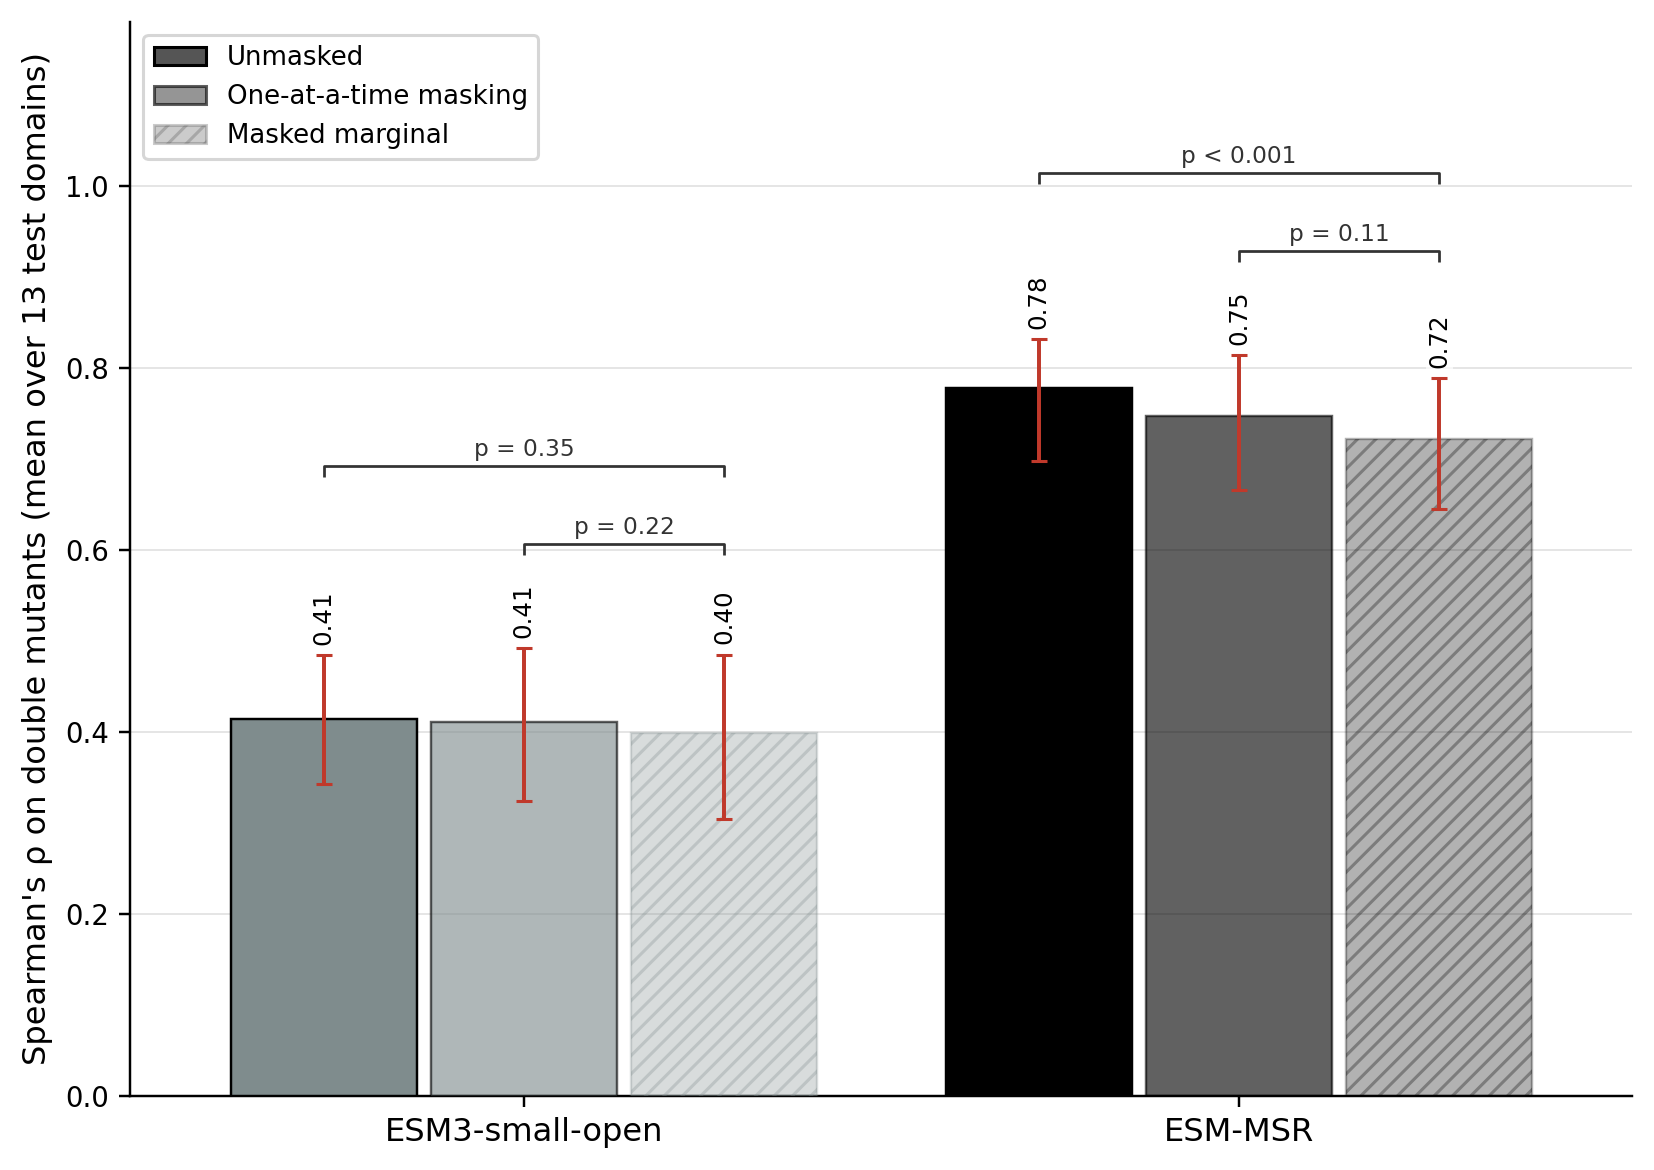 Unmasked
One-at-a-time masking
Masked marginal
Spearman's ρ on double mutants (mean over 13 test domains)
1.0
0.8
0.6
0.4
0.2
0.0
p < 0.001
p = 0.11
0.78
0.75
0.72
p = 0.35
p = 0.22
0.41
0.41
0.40
ESM3-small-open
ESM-MSR